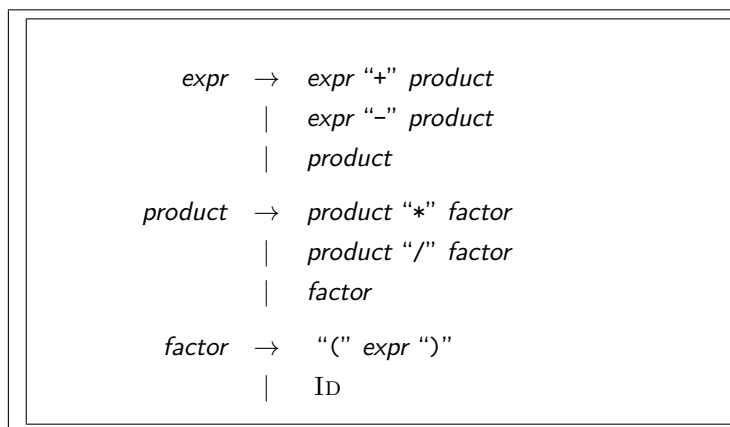 expr → expr “+” product
| expr “-” product
| product
product → product “*” factor
| product “/” factor
| factor
factor → “(” expr “)”
| ID